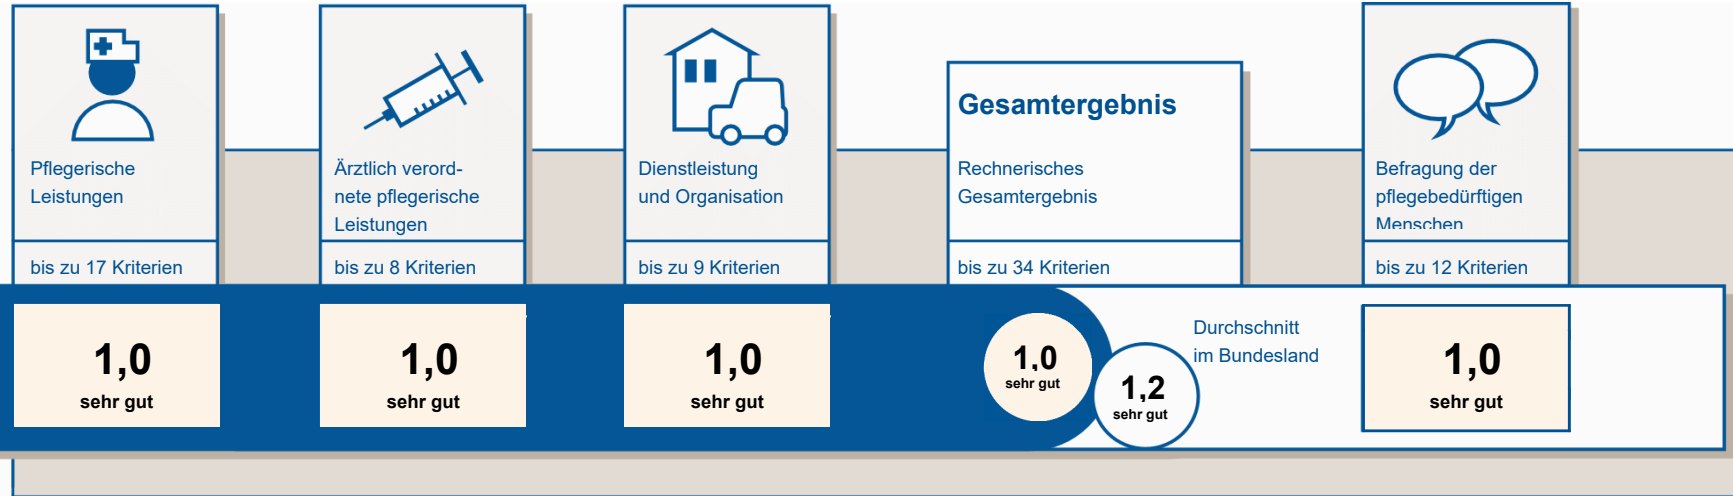 Pflegerische
Leistungen
bis zu 17 Kriterien
1,0
sehr gut
Ärztlich verord-
nete pflegerische
Leistungen
bis zu 8 Kriterien
1,0
sehr gut
Dienstleistung
und Organisation
bis zu 9 Kriterien
1,0
sehr gut
Gesamtergebnis
Rechnerisches
Gesamtergebnis
bis zu 34 Kriterien
1,0
sehr gut
1,2
sehr gut
Durchschnitt
im Bundesland
Befragung der
pflegebedürftigen
Menschen
bis zu 12 Kriterien
1,0
sehr gut